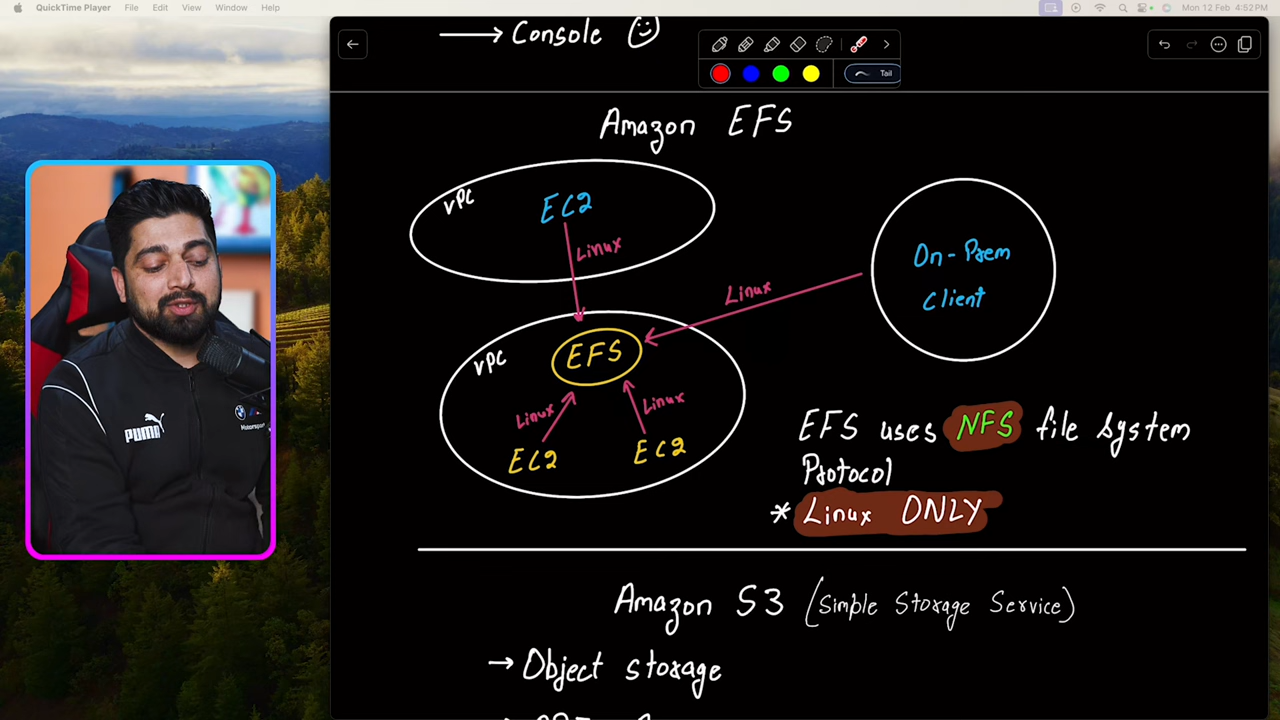 QuickTime Player File Edit View Window Help
Mon 12 Feb 4:52 PM
→ Console
Tail
Amazon EFS
VPC
EC2
Linux
On-Prem
Client
Linux
VPC
EFS
Linux
Linux
EC2
EC2
EFS uses NFS file system
Protocol
* Linux ONLY
Amazon S3 (Simple Storage Service)
→ Object storage
PUMA
Motorsport